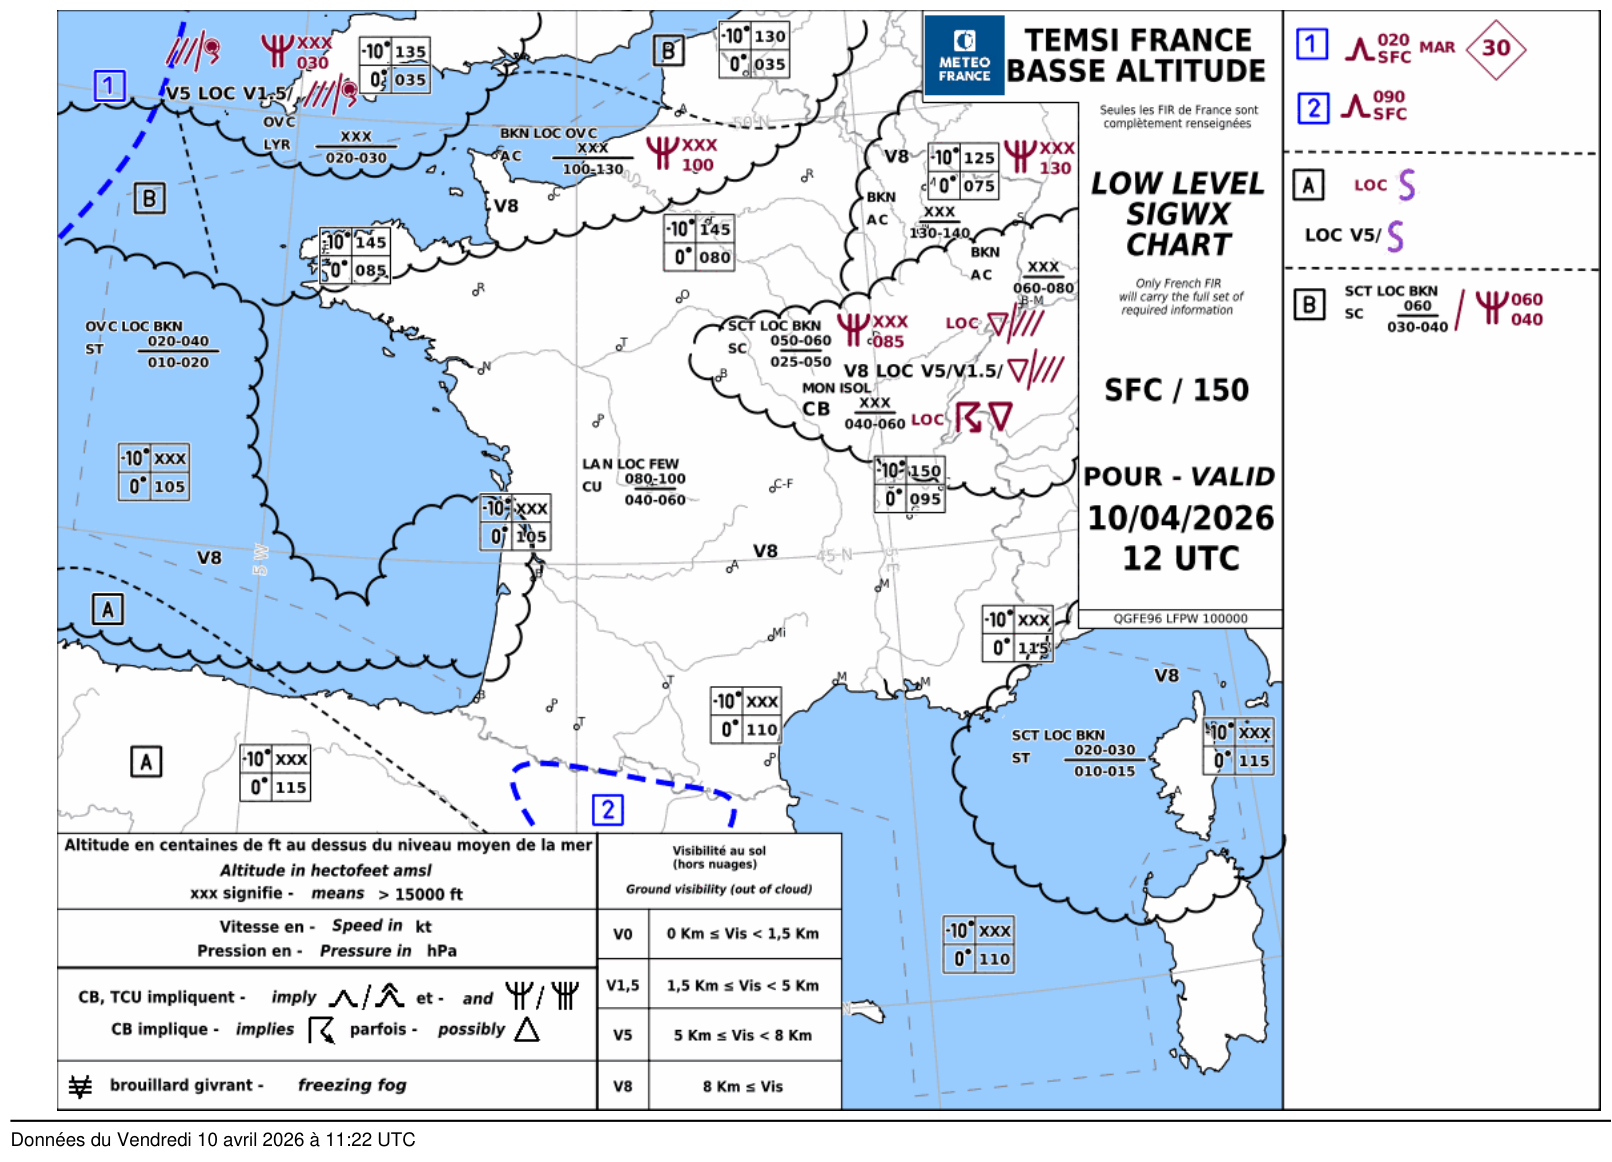 METEO
FRANCE
TEMSI FRANCE
BASSE ALTITUDE
Seules les FIR de France sont
complètement renseignées
LOW LEVEL
SIGWX
CHART
Only French FIR
will carry the full set of
required information
SFC / 150
POUR - VALID
10/04/2026
12 UTC
QGFE96 LFPW 100000
1
020
SFC
MAR
30
2
090
SFC
A
LOC
LOC V5/
B
SCT LOC BKN
SC
060
030-040
060
040
1
XXX
030
-10° 135
0° 035
V5 LOC V1.5/
OVC
LYR
XXX
020-030
B
-10° 130
0° 035
BKN LOC OVC
AC
XXX
100-130
XXX
100
V8
B
-10° 145
0° 085
-10° 145
0° 080
50°N
V8
-10° 125
0° 075
XXX
130
BKN
AC
XXX
130-140
BKN
AC
XXX
060-080
B-M
OVC LOC BKN
ST
020-040
010-020
SCT LOC BKN
SC
050-060
025-050
XXX
085
LOC
V8 LOC V5/V1.5/
MON ISOL
CB
XXX
040-060
LOC
-10° XXX
0° 105
LAN LOC FEW
CU
080-100
040-060
-10° 150
0° 095
-10° XXX
0° 105
C-F
V8
V8
45°N
5°W
A
-10° XXX
0° 115
V8
Mi
-10° XXX
0° 110
SCT LOC BKN
ST
020-030
010-015
-10° XXX
0° 115
A
-10° XXX
0° 115
2
-10° XXX
0° 110
Altitude en centaines de ft au dessus du niveau moyen de la mer
Altitude in hectofeet amsl
xxx signifie - means > 15000 ft
Vitesse en - Speed in kt
Pression en - Pressure in hPa
CB, TCU impliquent - imply / et - and /
CB implique - implies parfois - possibly
brouillard givrant - freezing fog
Visibilité au sol
(hors nuages)
Ground visibility (out of cloud)
V0 0 Km ≤ Vis < 1,5 Km
V1,5 1,5 Km ≤ Vis < 5 Km
V5 5 Km ≤ Vis < 8 Km
V8 8 Km ≤ Vis
Données du Vendredi 10 avril 2026 à 11:22 UTC